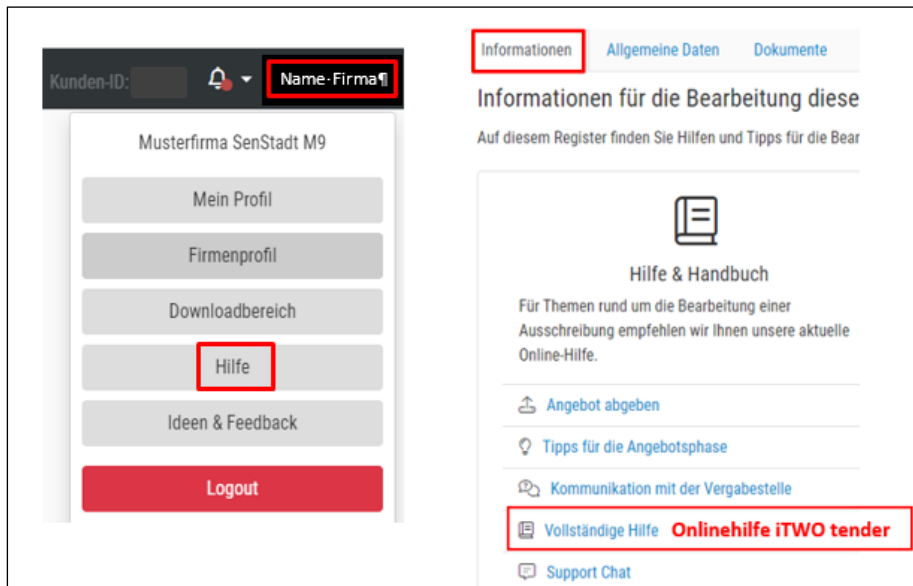 Kunden-ID:
Name·Firma¶
Musterfirma SenStadt M9
Mein Profil
Firmenprofil
Downloadbereich
Hilfe
Ideen & Feedback
Logout
Informationen Allgemeine Daten Dokumente
Informationen für die Bearbeitung diese
Auf diesem Register finden Sie Hilfen und Tipps für die Bear
Hilfe & Handbuch
Für Themen rund um die Bearbeitung einer
Ausschreibung empfehlen wir Ihnen unsere aktuelle
Online-Hilfe.
Angebot abgeben
Tipps für die Angebotsphase
Kommunikation mit der Vergabestelle
Vollständige Hilfe Onlinehilfe iTWO tender
Support Chat